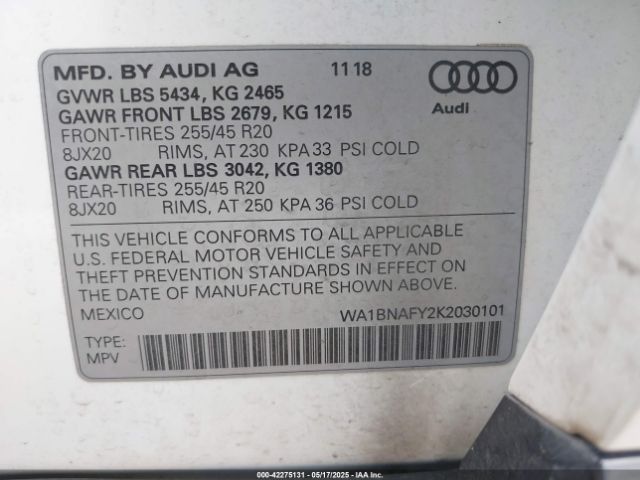 MFD. BY AUDI AG 11 18
GVWR LBS 5434, KG 2465
GAWR FRONT LBS 2679, KG 1215
FRONT-TIRES 255/45 R20
8JX20 RIMS, AT 230 KPA 33 PSI COLD
GAWR REAR LBS 3042, KG 1380
REAR-TIRES 255/45 R20
8JX20 RIMS, AT 250 KPA 36 PSI COLD
Audi
THIS VEHICLE CONFORMS TO ALL APPLICABLE
U.S. FEDERAL MOTOR VEHICLE SAFETY AND
THEFT PREVENTION STANDARDS IN EFFECT ON
THE DATE OF MANUFACTURE SHOWN ABOVE.
MEXICO WA1BNAFY2K2030101
TYPE:
MPV
000-42275131 - 05/17/2025 - IAA Inc.